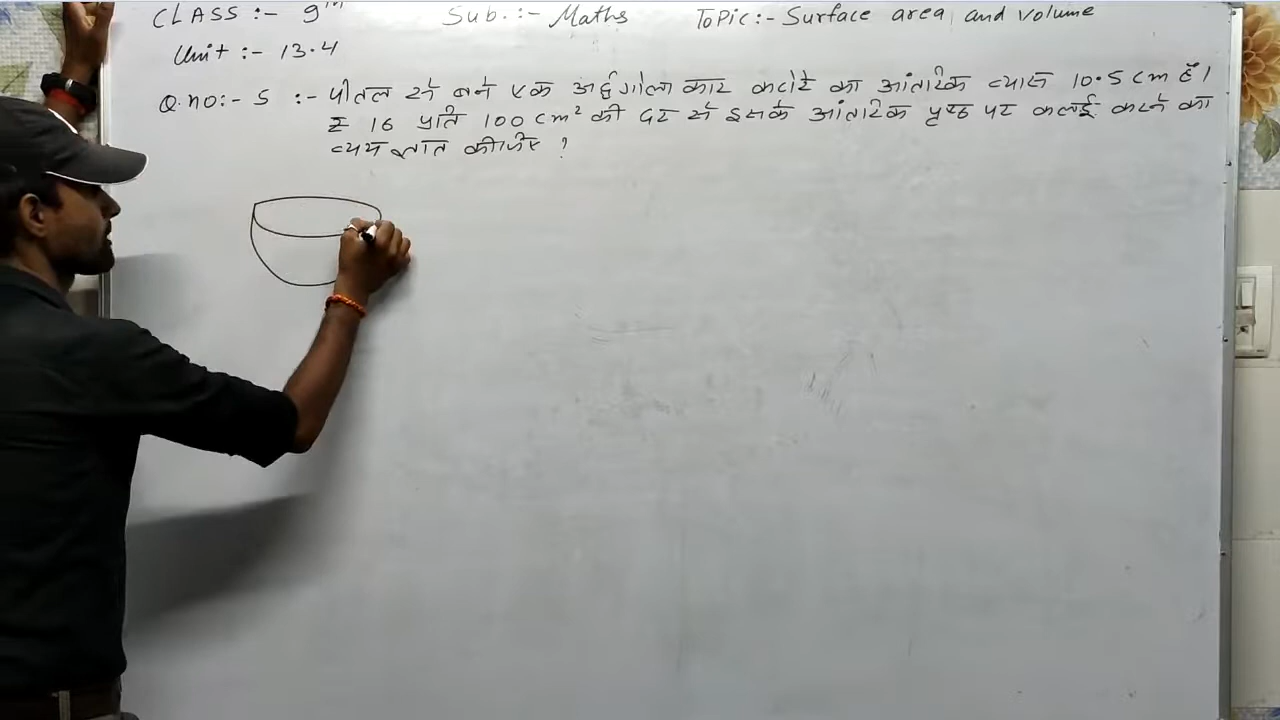 CLASS :- 9th Sub. :- Maths Topic :- Surface area and volume
Unit :- 13.4
Q.no:- 5 :- पीतल से बने एक अर्द्धगोला कार कटोरे का आंतरिक व्यास 10.5 cm है।
₹ 16 प्रति 100 cm² की दर से इसके आंतरिक पृष्ठ पर कलई करने का
व्यय ज्ञात कीजिए ?